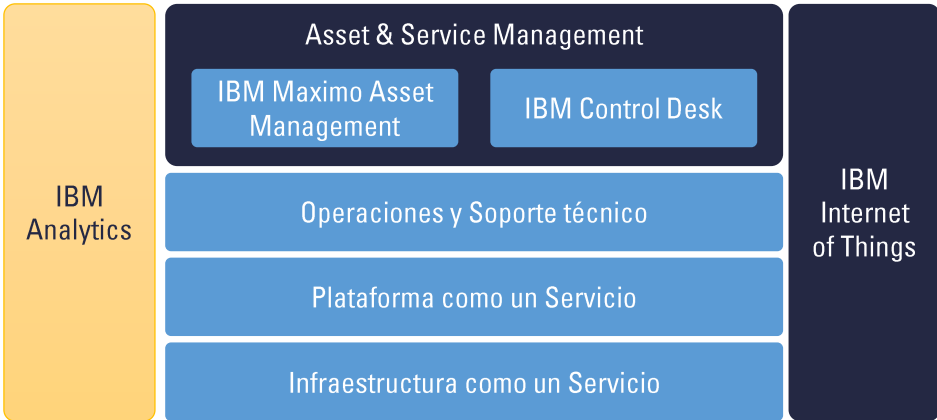 Asset & Service Management
IBM Maximo Asset
Management
IBM Control Desk
IBM
Analytics
Operaciones y Soporte técnico
Plataforma como un Servicio
Infraestructura como un Servicio
IBM
Internet
of Things